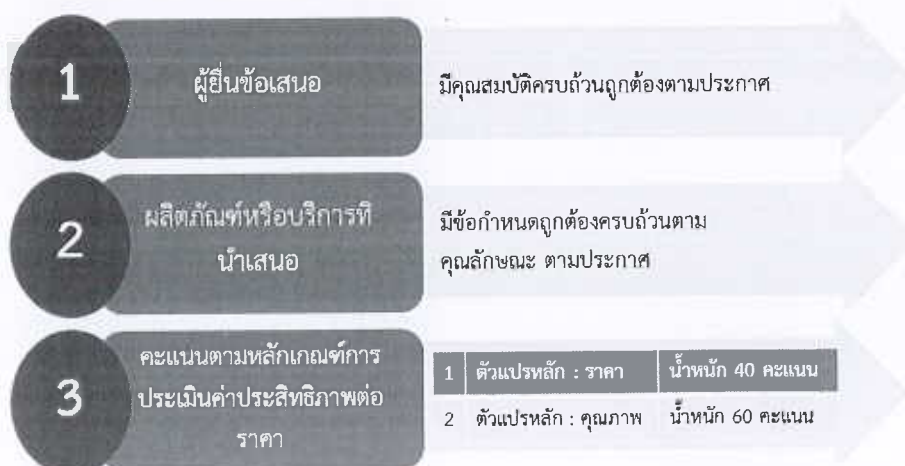 1
ผู้ยื่นข้อเสนอ
มีคุณสมบัติครบถ้วนถูกต้องตามประกาศ
2
ผลิตภัณฑ์หรือบริการที่
นำเสนอ
มีข้อกำหนดถูกต้องครบถ้วนตาม
คุณลักษณะ ตามประกาศ
3
คะแนนตามหลักเกณฑ์การ
ประเมินค่าประสิทธิภาพต่อ
ราคา
1 ตัวแปรหลัก : ราคา น้ำหนัก 40 คะแนน
2 ตัวแปรหลัก : คุณภาพ น้ำหนัก 60 คะแนน